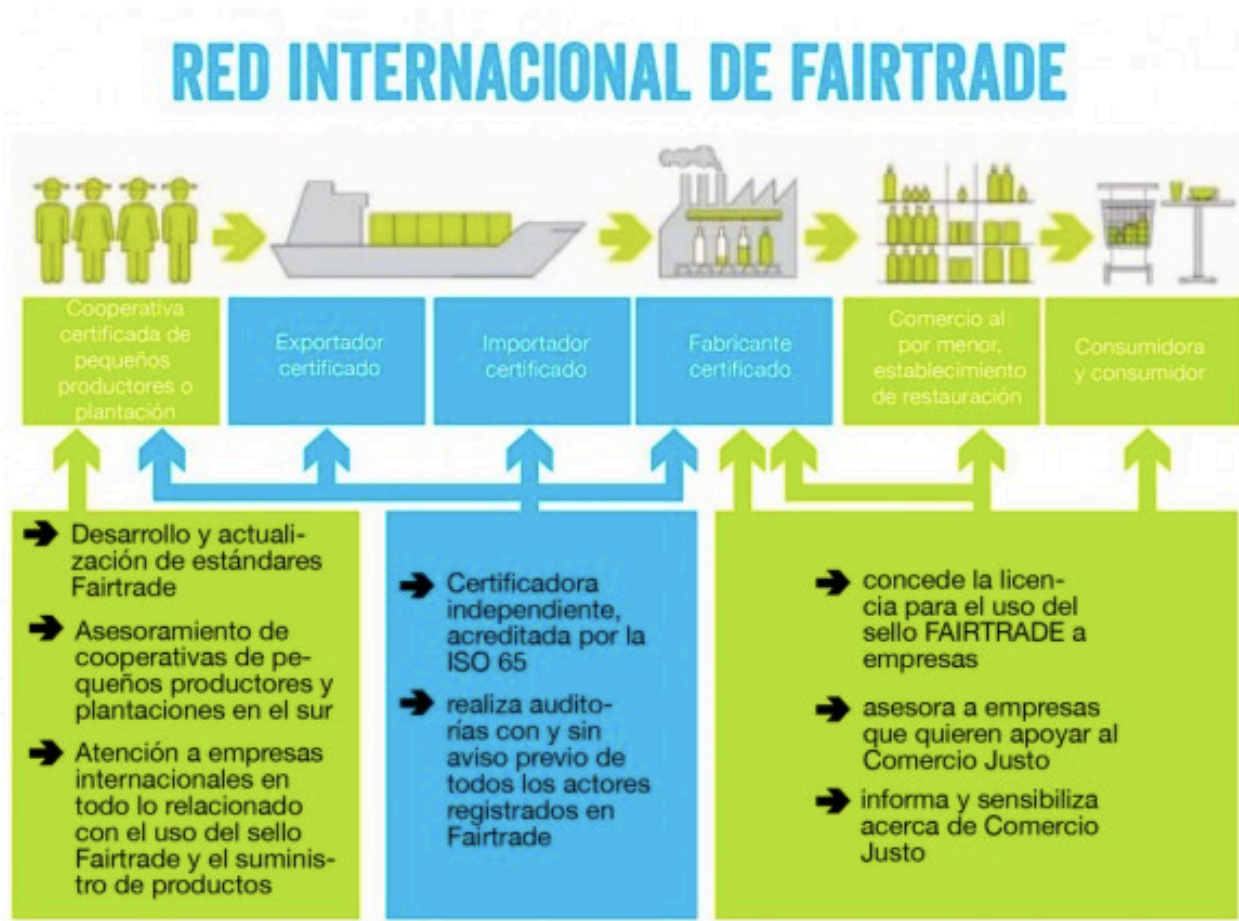 RED INTERNACIONAL DE FAIRTRADE
Cooperativa
certificada de
pequeños
productores o
plantación
Exportador
certificado
Importador
certificado
Fabricante
certificado
Comercio al
por menor,
establecimiento
de restauración
Consumidora
y consumidor
Desarrollo y actuali-
zación de estándares
Fairtrade
Asesoramiento de
cooperativas de pe-
queños productores y
plantaciones en el sur
Atención a empresas
internacionales en
todo lo relacionado
con el uso del sello
Fairtrade y el suminis-
tro de productos
Certificadora
independiente,
acreditada por la
ISO 65
realiza audito-
rías con y sin
aviso previo de
todos los actores
registrados en
Fairtrade
concede la licen-
cia para el uso del
sello FAIRTRADE a
empresas
asesora a empresas
que quieren apoyar al
Comercio Justo
informa y sensibiliza
acerca de Comercio
Justo